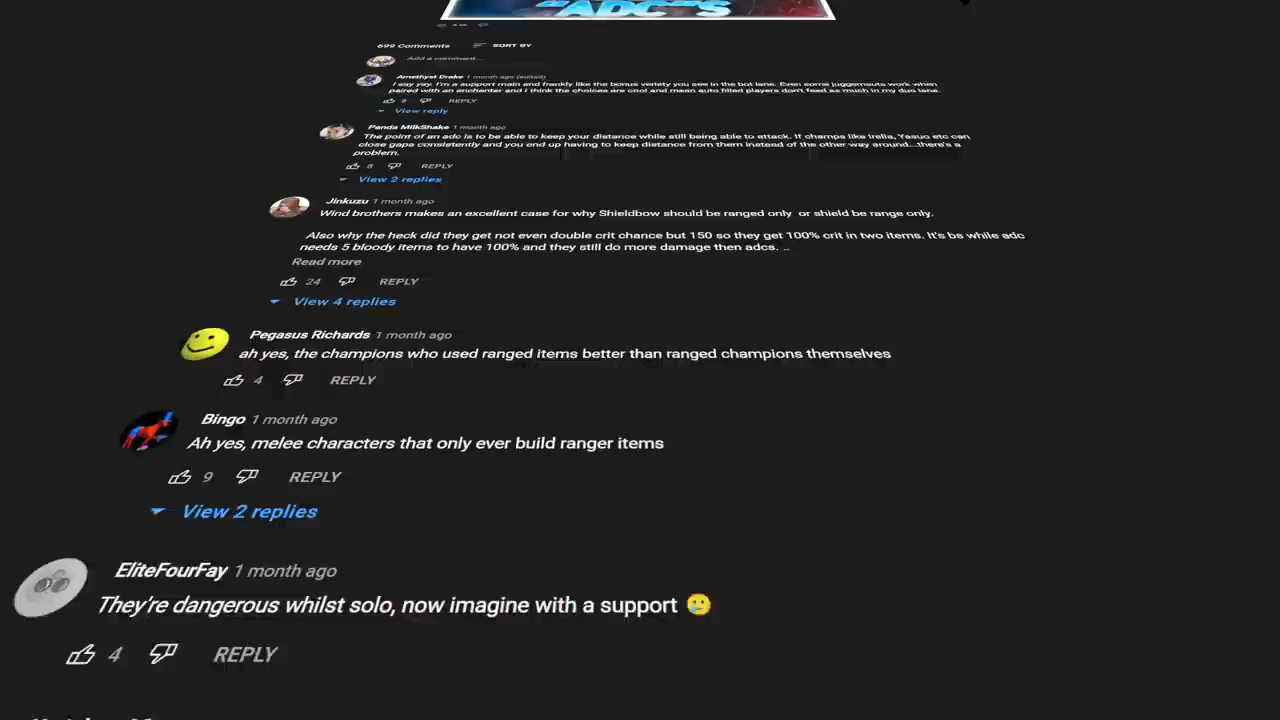 "ADC"S
699 Comments SORT BY
Add a comment...
Amethyst Drake 1 month ago (edited)
I say yay. I'm a support main and frankly like the bonus variety you see in the bot lane. Even some juggernauts work when
paired with an enchanter and i think the choices are cool and mean auto filled players don't feed as much in my duo lane.
8 REPLY
View reply
Panda MilkShake 1 month ago
The point of an adc is to be able to keep your distance while still being able to attack. If champs like Irelia, Yasuo etc can
close gaps consistently and you end up having to keep distance from them instead of the other way around...there's a
problem.
8 REPLY
View 2 replies
Jinkuzu 1 month ago
Wind brothers makes an excellent case for why Shieldbow should be ranged only or shield be range only.
Also why the heck did they get not even double crit chance but 150 so they get 100% crit in two items. It's bs while adc
needs 5 bloody items to have 100% and they still do more damage then adcs. ..
Read more
24 REPLY
View 4 replies
Pegasus Richards 1 month ago
ah yes, the champions who used ranged items better than ranged champions themselves
4 REPLY
Bingo 1 month ago
Ah yes, melee characters that only ever build ranger items
9 REPLY
View 2 replies
EliteFourFay 1 month ago
They're dangerous whilst solo, now imagine with a support 🥲
4 REPLY